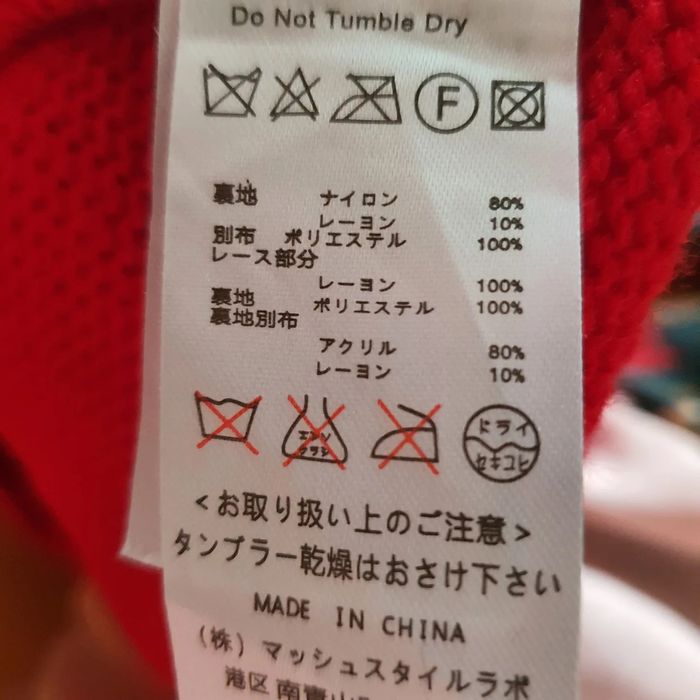 Do Not Tumble Dry
F
裏地 ナイロン 80%
レーヨン 10%
別布 ポリエステル 100%
レース部分
レーヨン 100%
裏地 ポリエステル 100%
裏地別布
アクリル 80%
レーヨン 10%
エンソ
ドライ
セキユヒ
<お取り扱い上のご注意>
タンブラー乾燥はおさけ下さい
MADE IN CHINA
(株) マッシュスタイルラボ
港区 南青山